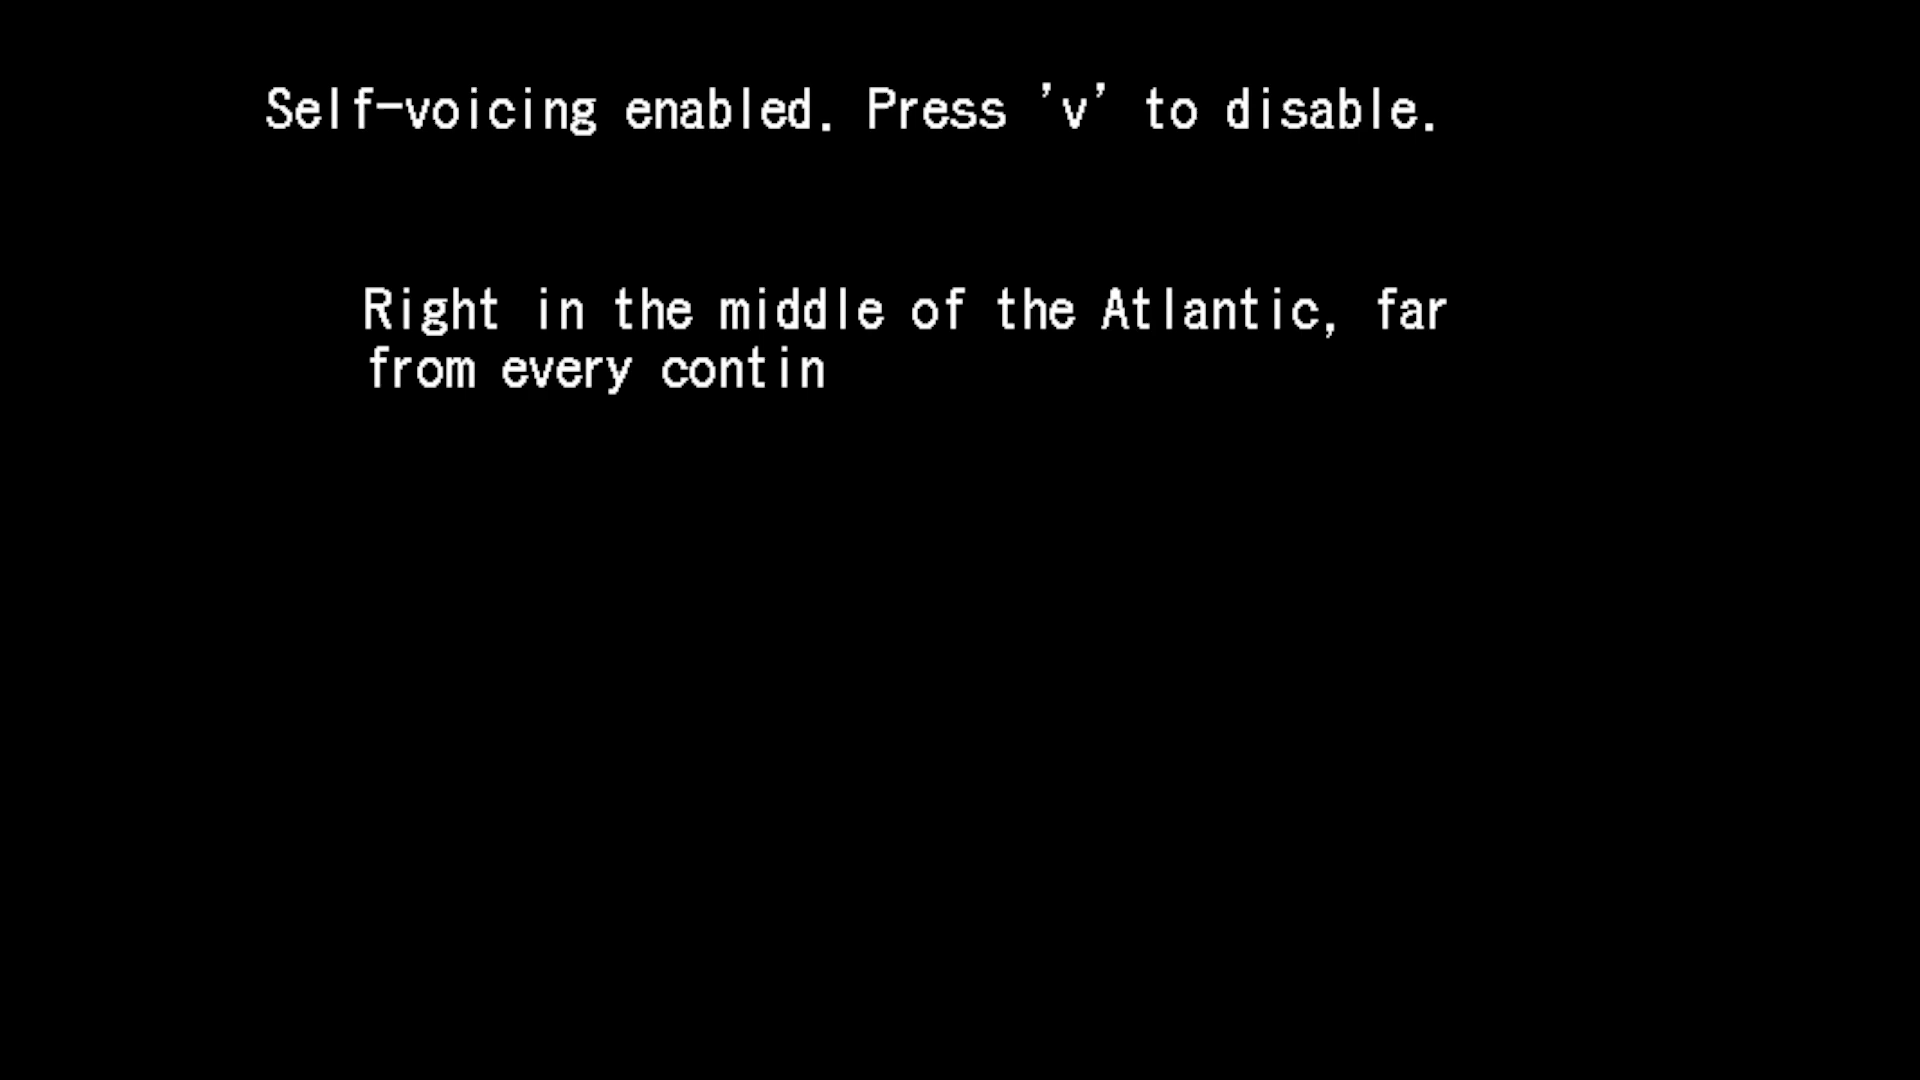 Self-voicing enabled. Press 'v' to disable.
Right in the middle of the Atlantic, far
from every contin